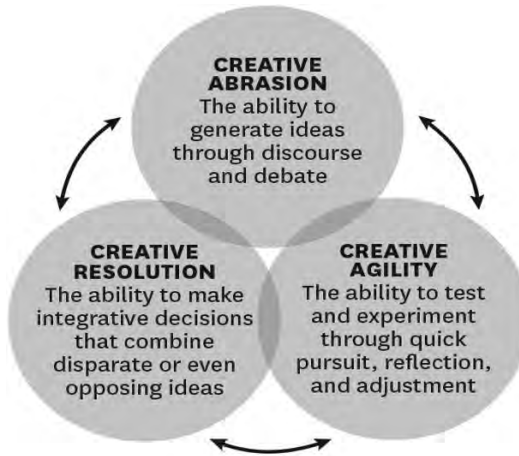 CREATIVE
ABRASION
The ability to
generate ideas
through discourse
and debate
CREATIVE
RESOLUTION
The ability to make
integrative decisions
that combine
disparate or even
opposing ideas
CREATIVE
AGILITY
The ability to test
and experiment
through quick
pursuit, reflection,
and adjustment